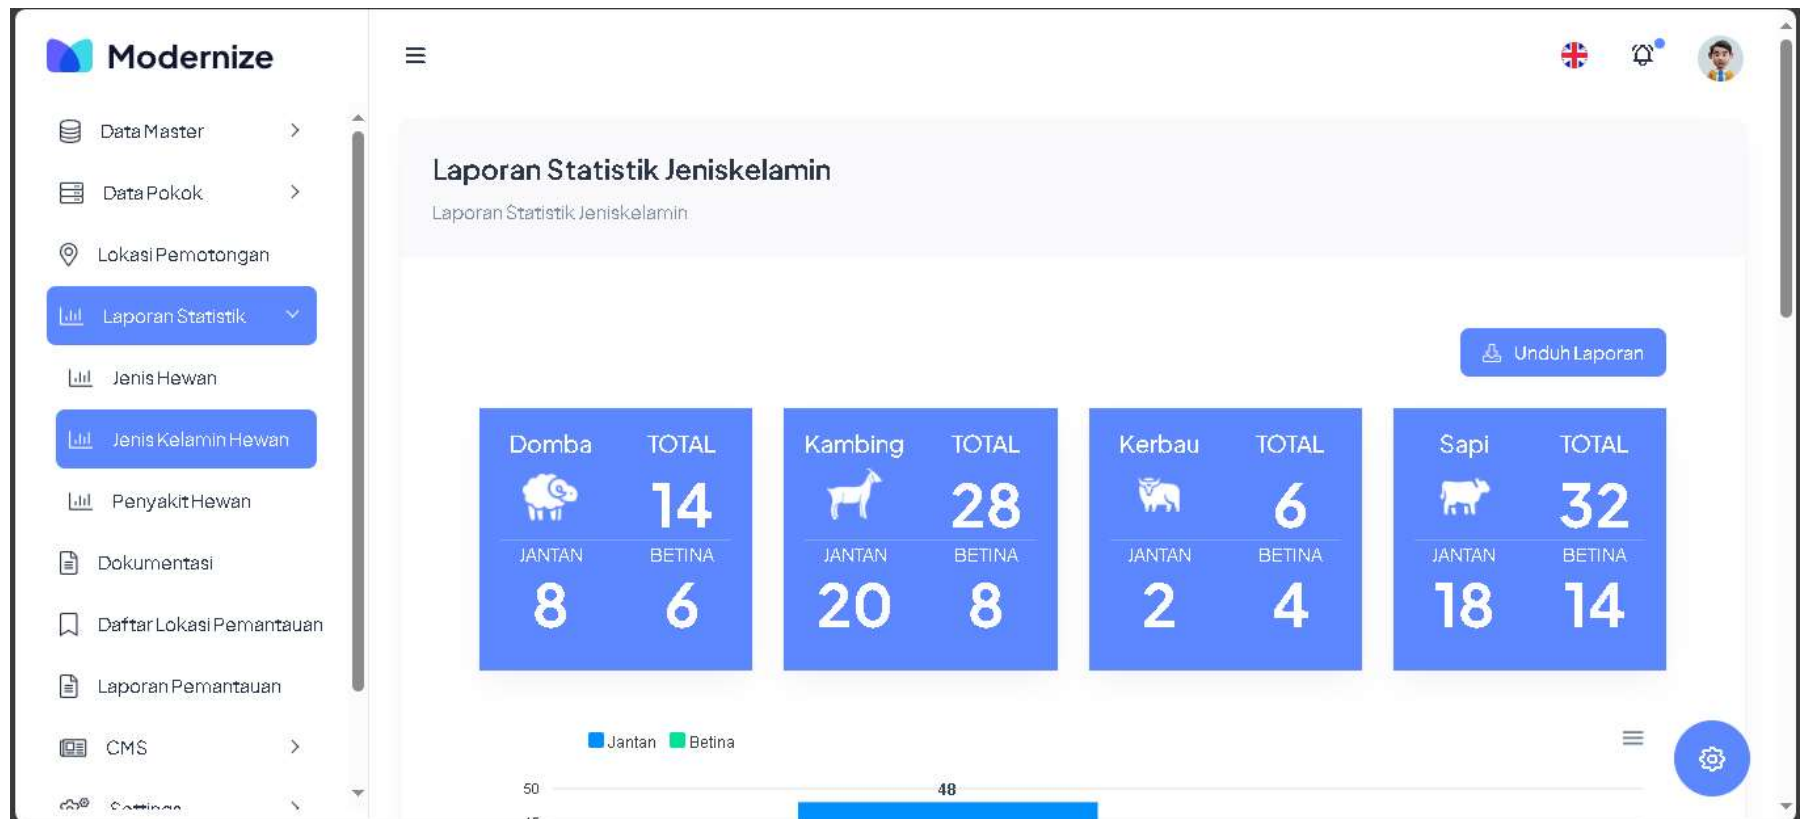 Modernize
Data Master
Data Pokok
Lokasi Pemotongan
Laporan Statistik
Jenis Hewan
Jenis Kelamin Hewan
Penyakit Hewan
Dokumentasi
Daftar Lokasi Pemantauan
Laporan Pemantauan
CMS
Settings
Laporan Statistik Jeniskelamin
Laporan Statistik Jeniskelamin
Unduh Laporan
Domba TOTAL
14
JANTAN BETINA
8 6
Kambing TOTAL
28
JANTAN BETINA
20 8
Kerbau TOTAL
6
JANTAN BETINA
2 4
Sapi TOTAL
32
JANTAN BETINA
18 14
Jantan Betina
50
48